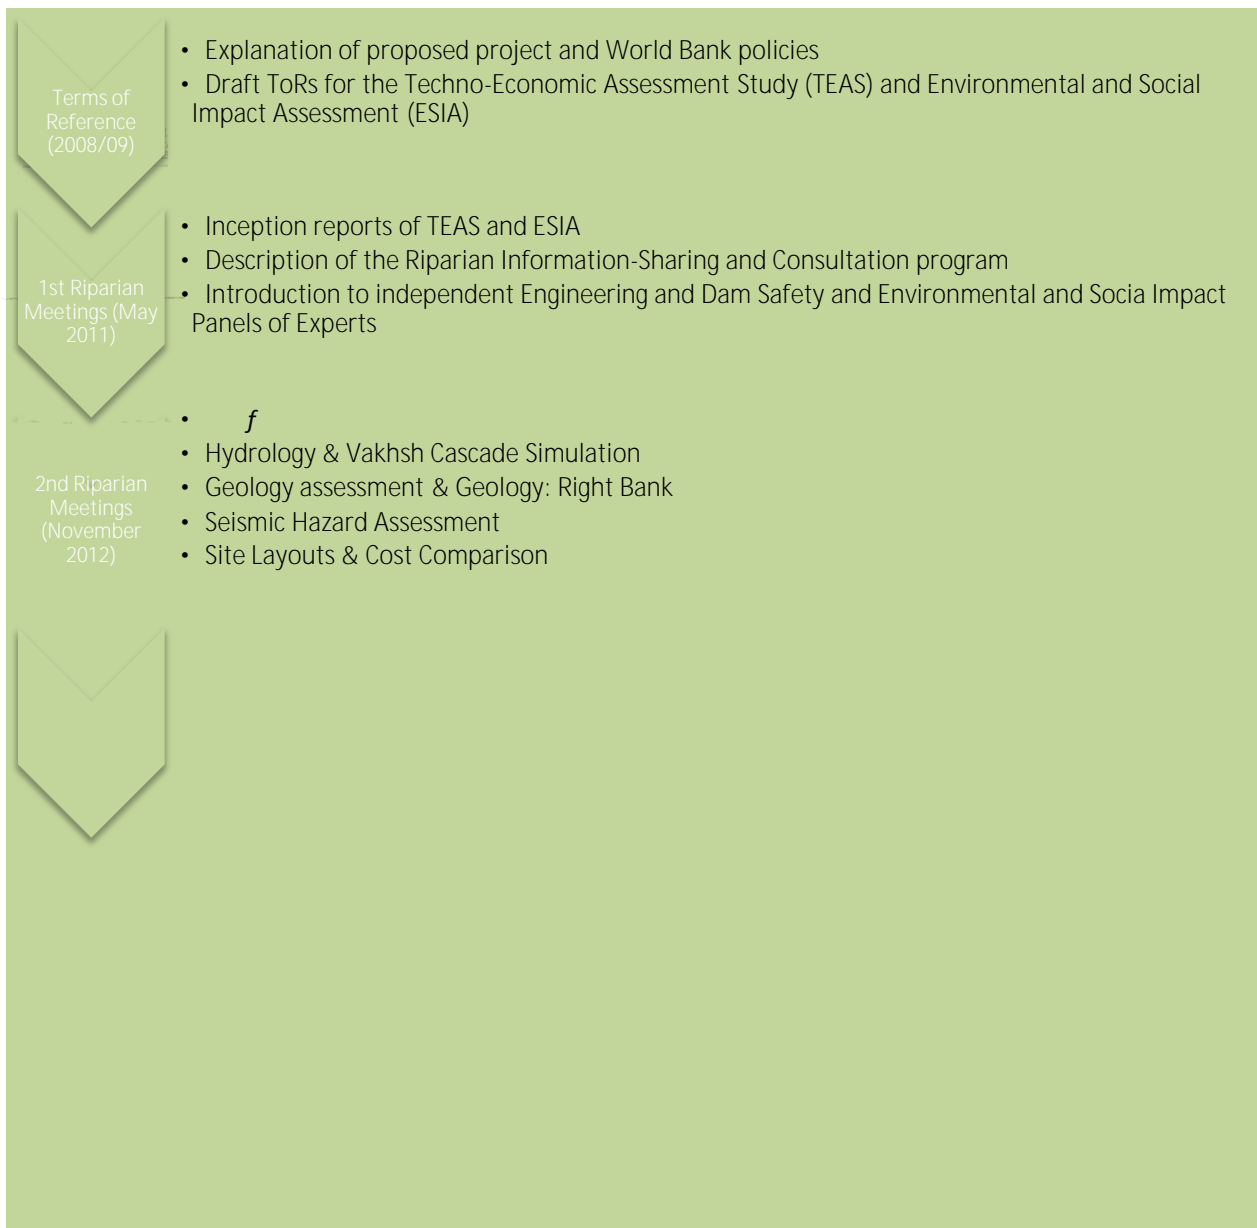 Terms of
Reference
(2008/09)
• Explanation of proposed project and World Bank policies
• Draft ToRs for the Techno-Economic Assessment Study (TEAS) and Environmental and Social
Impact Assessment (ESIA)
1st Riparian
Meetings (May
2011)
• Inception reports of TEAS and ESIA
• Description of the Riparian Information-Sharing and Consultation program
• Introduction to independent Engineering and Dam Safety and Environmental and Socia Impact
Panels of Experts
2nd Riparian
Meetings
(November
2012)
• ƒ
• Hydrology & Vakhsh Cascade Simulation
• Geology assessment & Geology: Right Bank
• Seismic Hazard Assessment
• Site Layouts & Cost Comparison